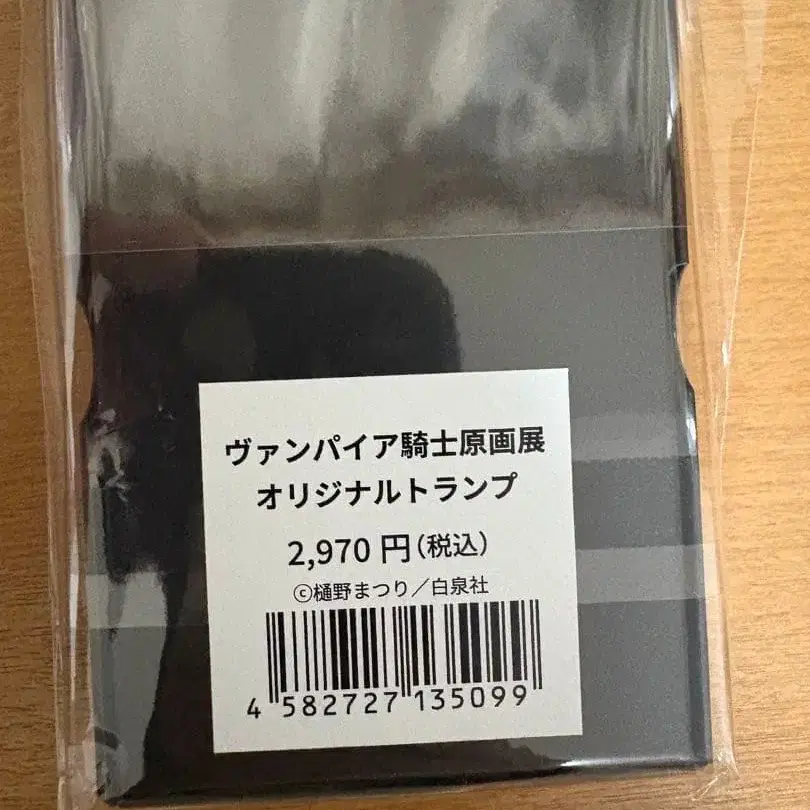 ヴァンパイア騎士原画展
オリジナルトランプ
2,970 円(税込)
©樋野まつり／白泉社
4 582727 135099